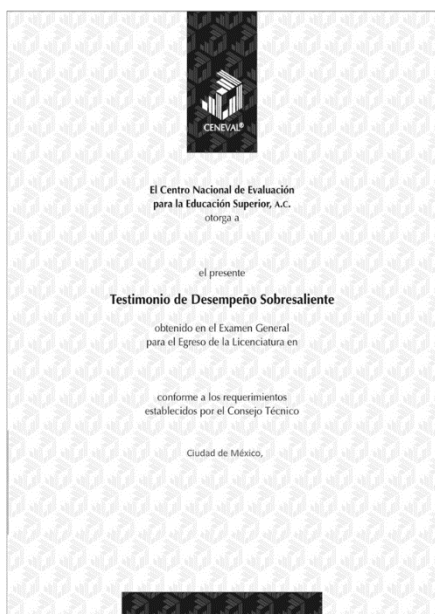 CENEVAL®
El Centro Nacional de Evaluación
para la Educación Superior, A.C.
otorga a
el presente
Testimonio de Desempeño Sobresaliente
obtenido en el Examen General
para el Egreso de la Licenciatura en
conforme a los requerimientos
establecidos por el Consejo Técnico
Ciudad de México,